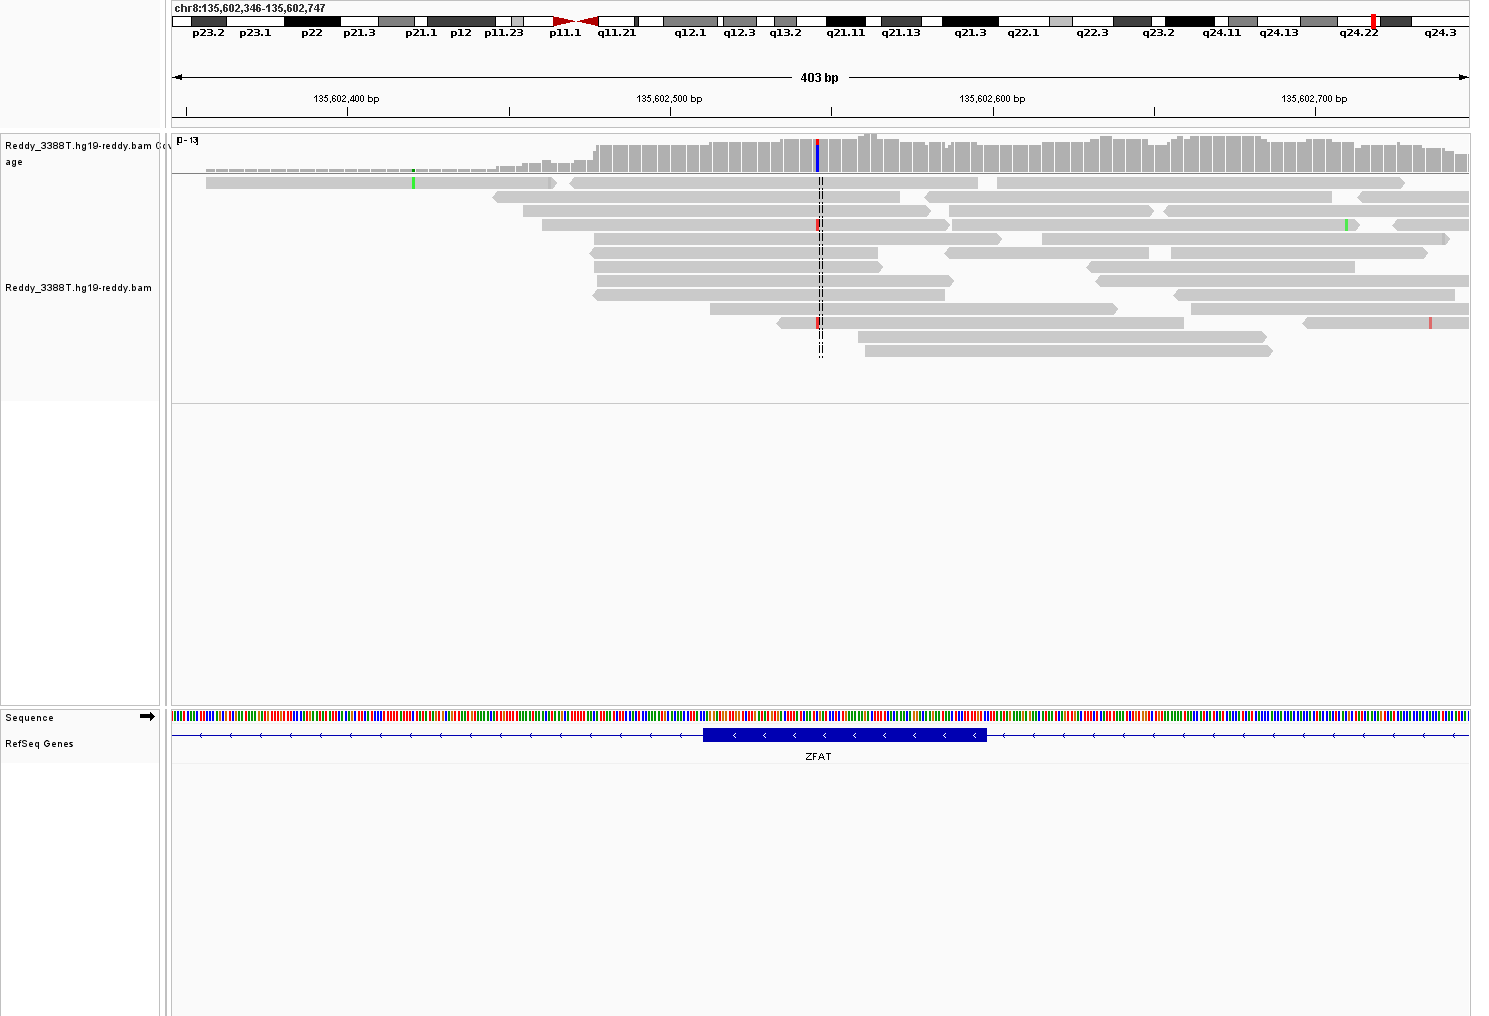 chr8:135,602,346-135,602,747
p23.2 p23.1 p22 p21.3 p21.1 p12 p11.23 p11.1 q11.21 q12.1 q12.3 q13.2 q21.11 q21.13 q21.3 q22.1 q22.3 q23.2 q24.11 q24.13 q24.22 q24.3
403 bp
135,602,400 bp 135,602,500 bp 135,602,600 bp 135,602,700 bp
Reddy_3388T.hg19-reddy.bam Cov
age
[0 - 13]
Reddy_3388T.hg19-reddy.bam
Sequence
RefSeq Genes
ZFAT